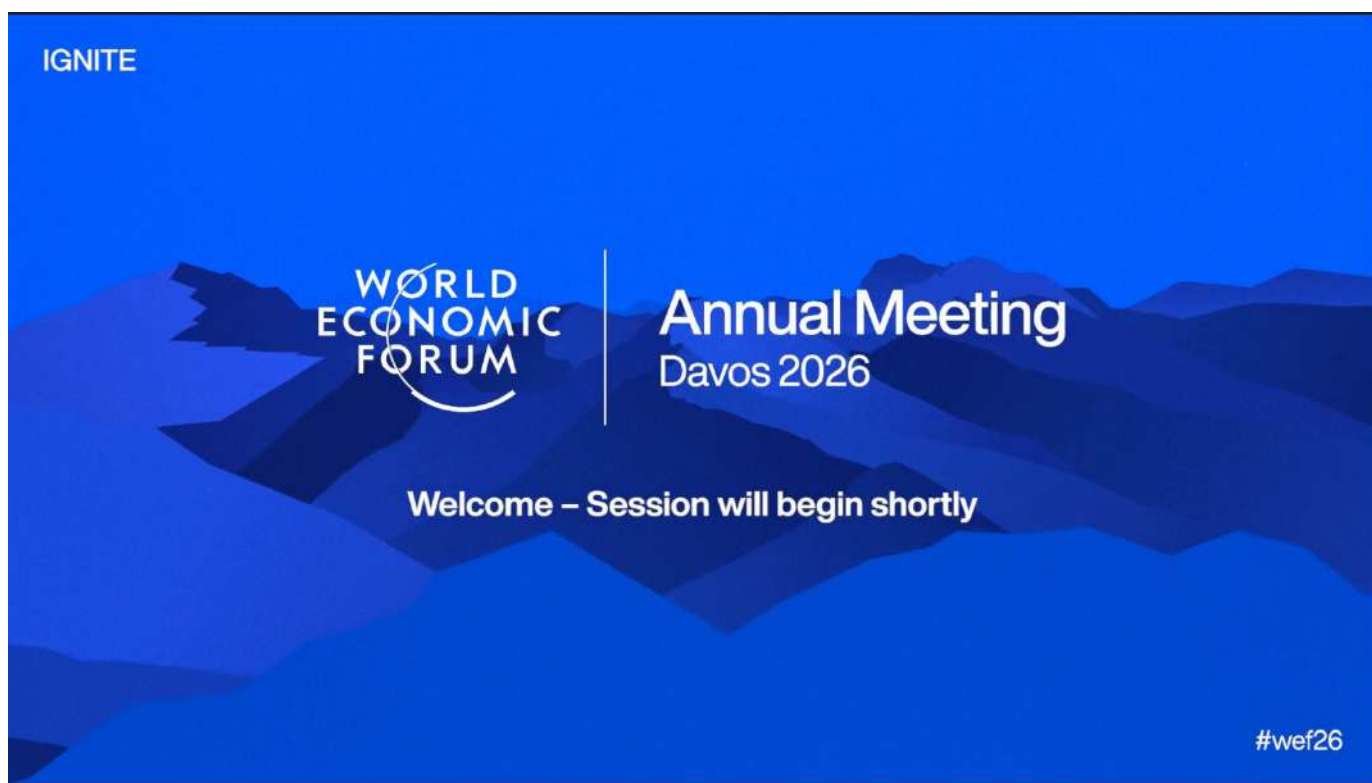 IGNITE
WORLD
ECONOMIC
FORUM
Annual Meeting
Davos 2026
Welcome – Session will begin shortly
#wef26